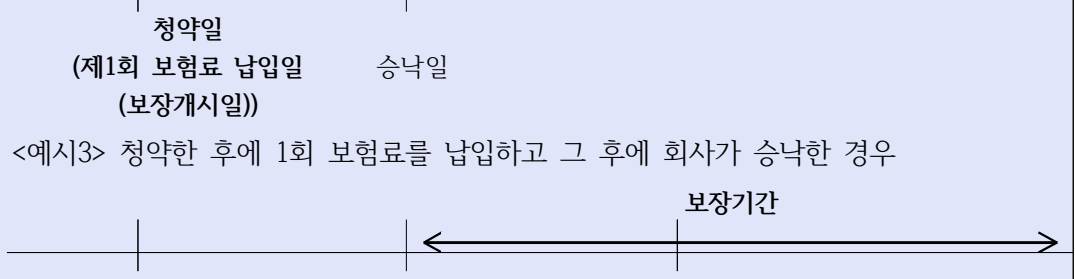 청약일
(제1회 보험료 납입일 승낙일
(보장개시일))
<예시3> 청약한 후에 1회 보험료를 납입하고 그 후에 회사가 승낙한 경우
보장기간